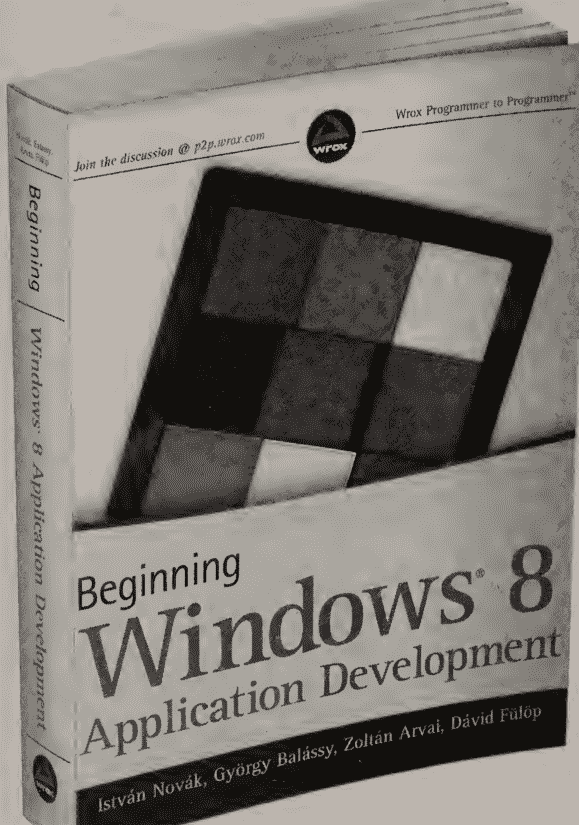 Join the discussion @ p2p.wrox.com
wrox
Wrox Programmer to Programmer™
Beginning
Windows® 8
Application Development
István Novák, György Balássy, Zoltán Arvai, Dávid Fülöp
Beginning
Windows® 8 Application Development